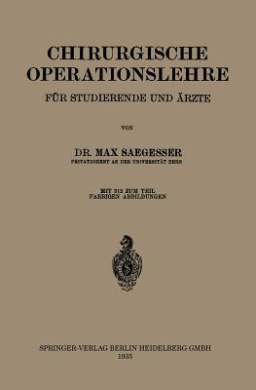 CHIRURGISCHE
OPERATIONSLEHRE
FÜR STUDIERENDE UND ÄRZTE
VON
DR. MAX SAEGESSER
PRIVATDOZENT AN DER UNIVERSITÄT BERN
MIT 312 ZUM TEIL
FARBIGEN ABBILDUNGEN
SPRINGER-VERLAG BERLIN HEIDELBERG GMBH
1935